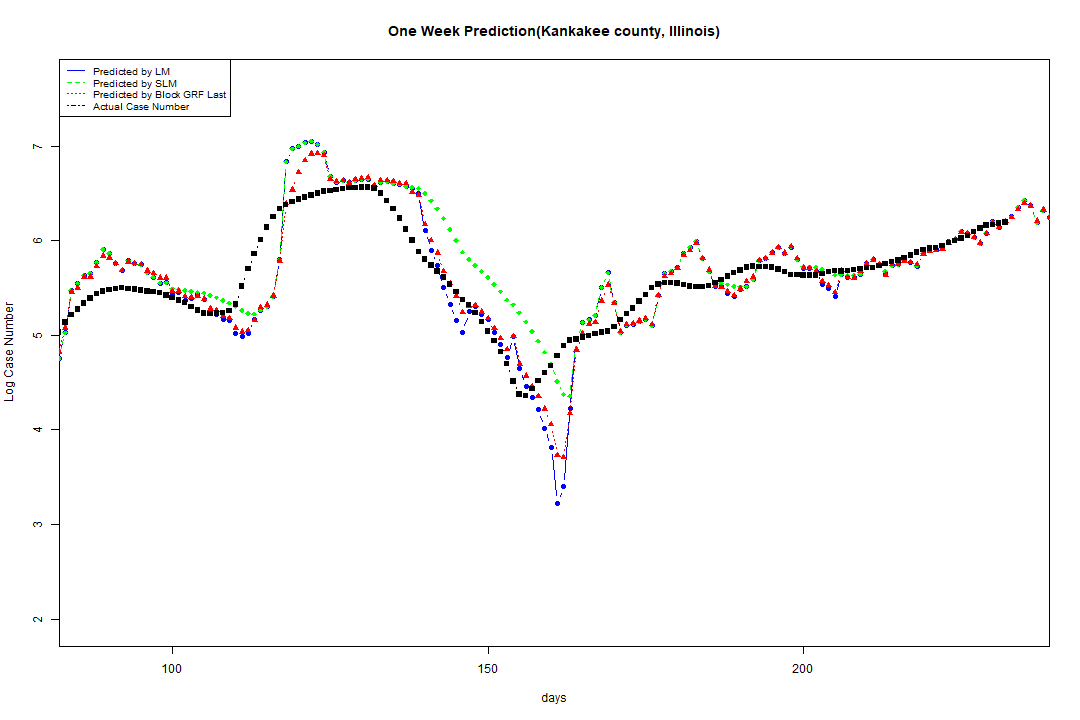 One Week Prediction(Kankakee county, Illinois)
Predicted by LM
Predicted by SLM
Predicted by Block GRF Last
Actual Case Number
7
6
5
4
3
2
Log Case Number
100 150 200
days